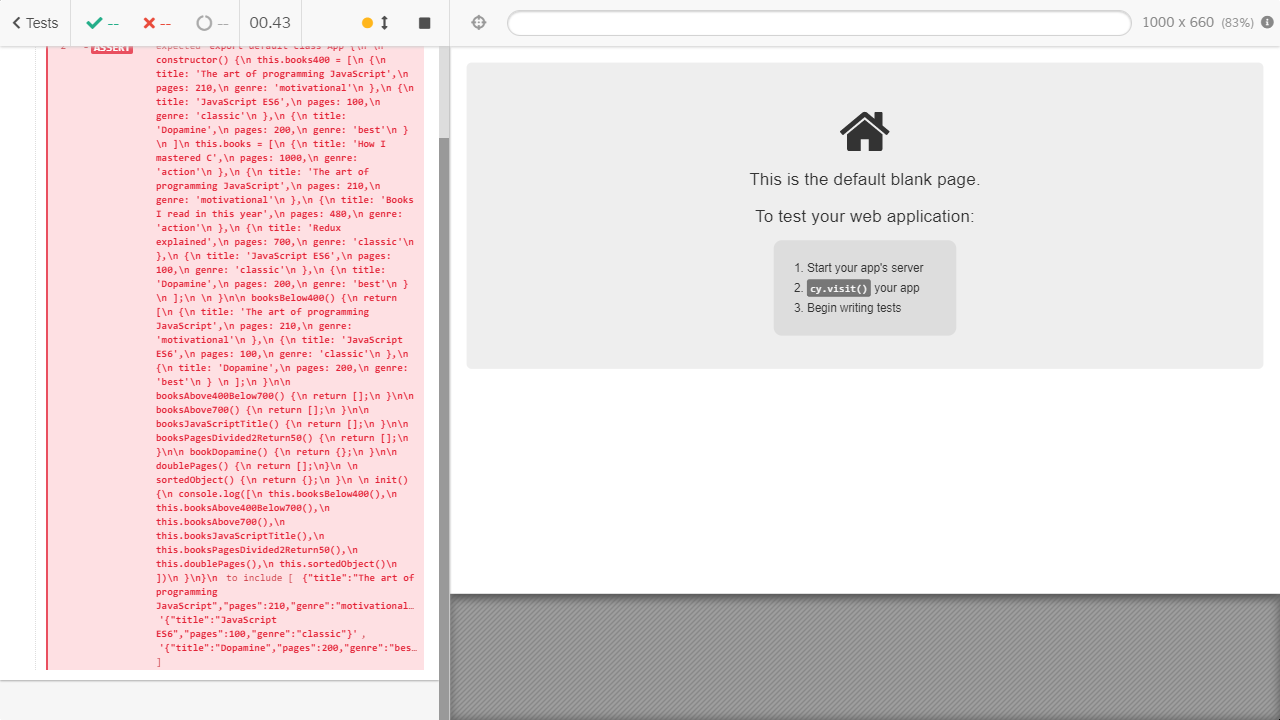 Tests
--
--
--
00.43
1000 x 660 (83%)
ASSERT
expected export default class App {\n \n
constructor() {\n this.books400 = [\n {\n
title: 'The art of programming JavaScript',\n
pages: 210,\n genre: 'motivational'\n },\n {\n
title: 'JavaScript ES6',\n pages: 100,\n
genre: 'classic'\n },\n {\n title:
'Dopamine',\n pages: 200,\n genre: 'best'\n }
\n ]\n this.books = [\n {\n title: 'How I
mastered C',\n pages: 1000,\n genre:
'action'\n },\n {\n title: 'The art of
programming JavaScript',\n pages: 210,\n
genre: 'motivational'\n },\n {\n title: 'Books
I read in this year',\n pages: 480,\n genre:
'action'\n },\n {\n title: 'Redux
explained',\n pages: 700,\n genre: 'classic'\n
},\n {\n title: 'JavaScript ES6',\n pages:
100,\n genre: 'classic'\n },\n {\n title:
'Dopamine',\n pages: 200,\n genre: 'best'\n }
\n ];\n \n }\n\n booksBelow400() {\n return
[\n {\n title: 'The art of programming
JavaScript',\n pages: 210,\n genre:
'motivational'\n },\n {\n title: 'JavaScript
ES6',\n pages: 100,\n genre: 'classic'\n },\n
{\n title: 'Dopamine',\n pages: 200,\n genre:
'best'\n } \n ];\n }\n\n
booksAbove400Below700() {\n return [];\n }\n\n
booksAbove700() {\n return [];\n }\n\n
booksJavaScriptTitle() {\n return [];\n }\n\n
booksPagesDivided2Return50() {\n return [];\n
}\n\n bookDopamine() {\n return {};\n }\n\n
doublePages() {\n return [];\n}\n \n
sortedObject() {\n return {};\n }\n \n init()
{\n console.log([\n this.booksBelow400(),\n
this.booksAbove400Below700(),\n
this.booksAbove700(),\n
this.booksJavaScriptTitle(),\n
this.booksPagesDivided2Return50(),\n
this.doublePages(),\n this.sortedObject()\n
])\n }\n}\n to include [ {"title":"The art of
programming
JavaScript","pages":210,"genre":"motivational…
'{"title":"JavaScript
ES6","pages":100,"genre":"classic"}' ,
'{"title":"Dopamine","pages":200,"genre":"bes…
]
This is the default blank page.
To test your web application:
1. Start your app's server
2. cy.visit() your app
3. Begin writing tests